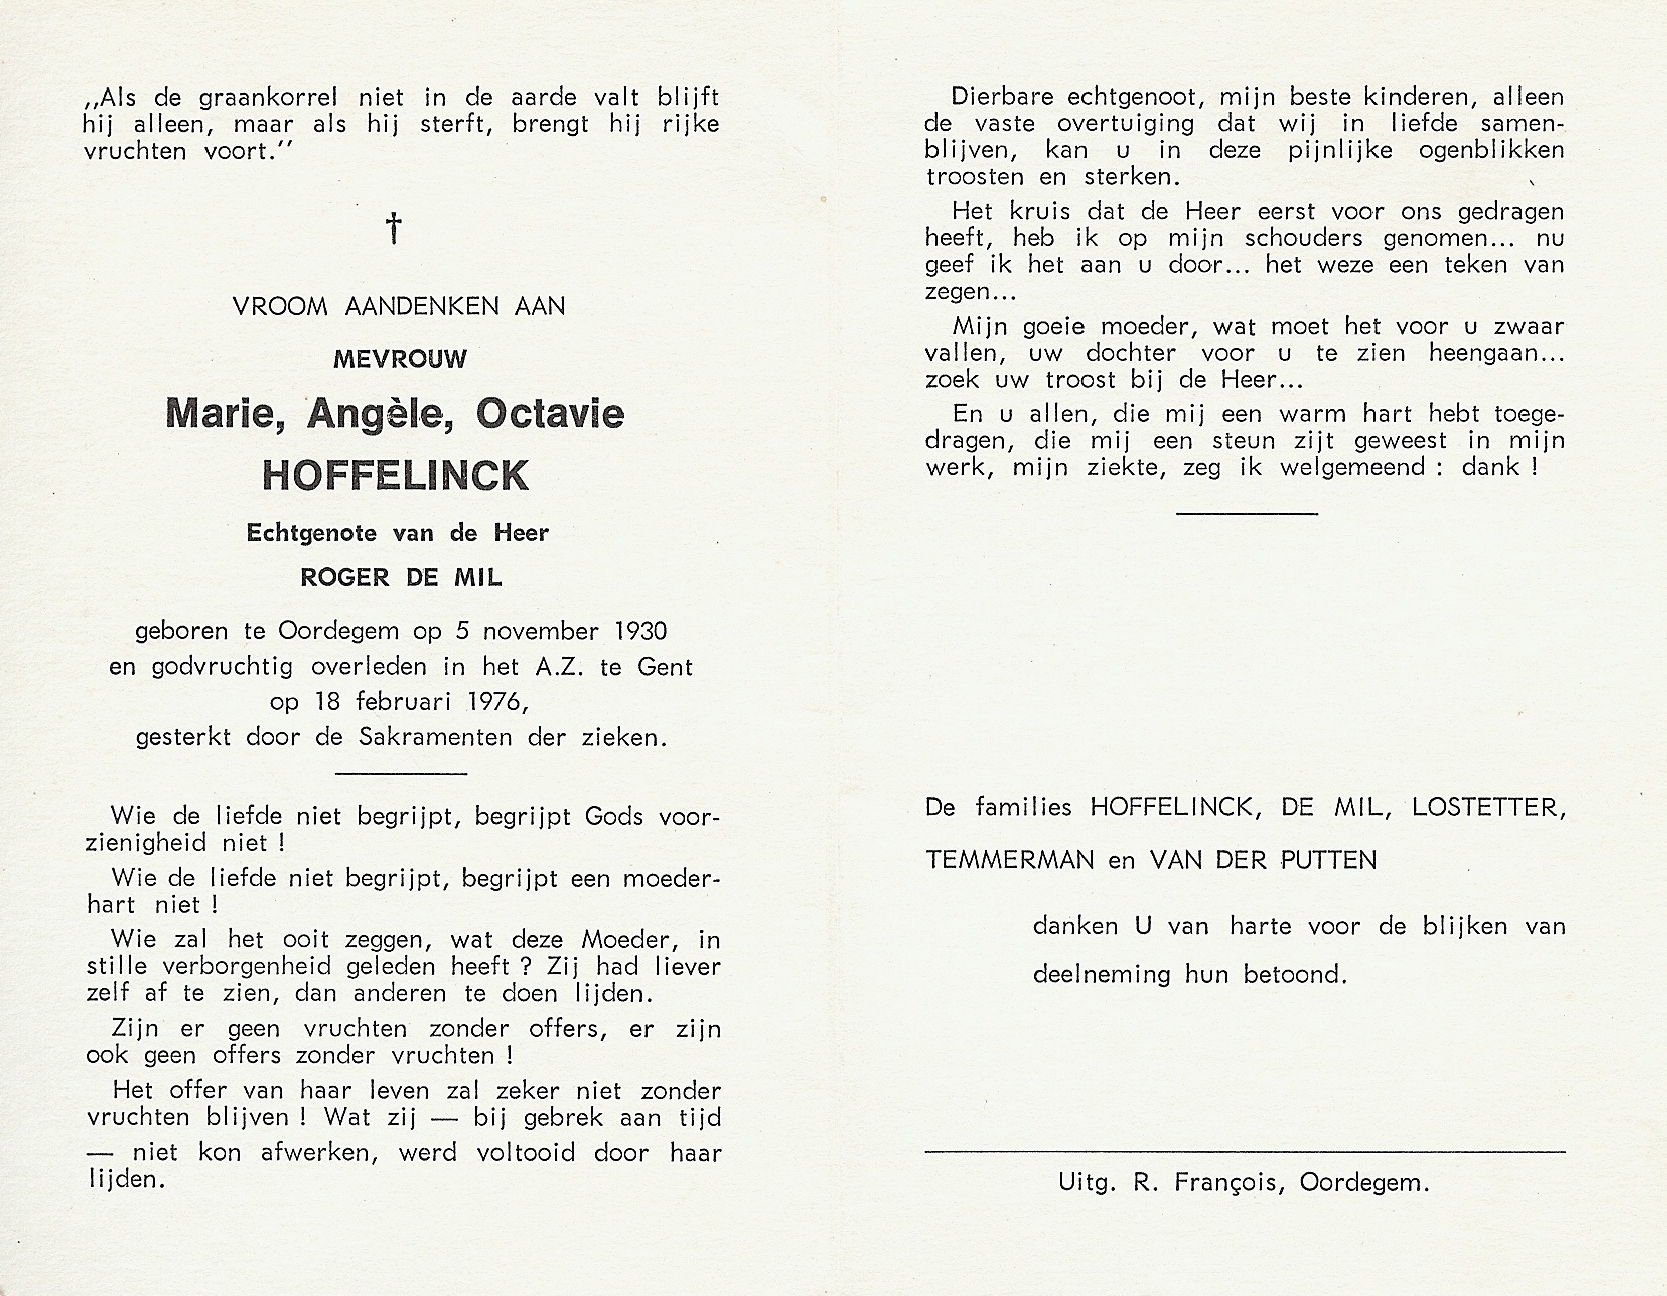 „Als de graankorrel niet in de aarde valt blijft
hij alleen, maar als hij sterft, brengt hij rijke
vruchten voort.’’
†
VROOM AANDENKEN AAN
MEVROUW
Marie, Angèle, Octavie
HOFFELINCK
Echtgenote van de Heer
ROGER DE MIL
geboren te Oordegem op 5 november 1930
en godvruchtig overleden in het A.Z. te Gent
op 18 februari 1976,
gesterkt door de Sakramenten der zieken.
Wie de liefde niet begrijpt, begrijpt Gods voor-
zienigheid niet !
Wie de liefde niet begrijpt, begrijpt een moeder-
hart niet !
Wie zal het ooit zeggen, wat deze Moeder, in
stille verborgenheid geleden heeft ? Zij had liever
zelf af te zien, dan anderen te doen lijden.
Zijn er geen vruchten zonder offers, er zijn
ook geen offers zonder vruchten !
Het offer van haar leven zal zeker niet zonder
vruchten blijven ! Wat zij — bij gebrek aan tijd
— niet kon afwerken, werd voltooid door haar
lijden.
Dierbare echtgenoot, mijn beste kinderen, alleen
de vaste overtuiging dat wij in liefde samen-
blijven, kan u in deze pijnlijke ogenblikken
troosten en sterken.
Het kruis dat de Heer eerst voor ons gedragen
heeft, heb ik op mijn schouders genomen... nu
geef ik het aan u door... het weze een teken van
zegen...
Mijn goeie moeder, wat moet het voor u zwaar
vallen, uw dochter voor u te zien heengaan...
zoek uw troost bij de Heer...
En u allen, die mij een warm hart hebt toege-
dragen, die mij een steun zijt geweest in mijn
werk, mijn ziekte, zeg ik welgemeend : dank !
De families HOFFELINCK, DE MIL, LOSTETTER,
TEMMERMAN en VAN DER PUTTEN
danken U van harte voor de blijken van
deelneming hun betoond.
Uitg. R. François, Oordegem.